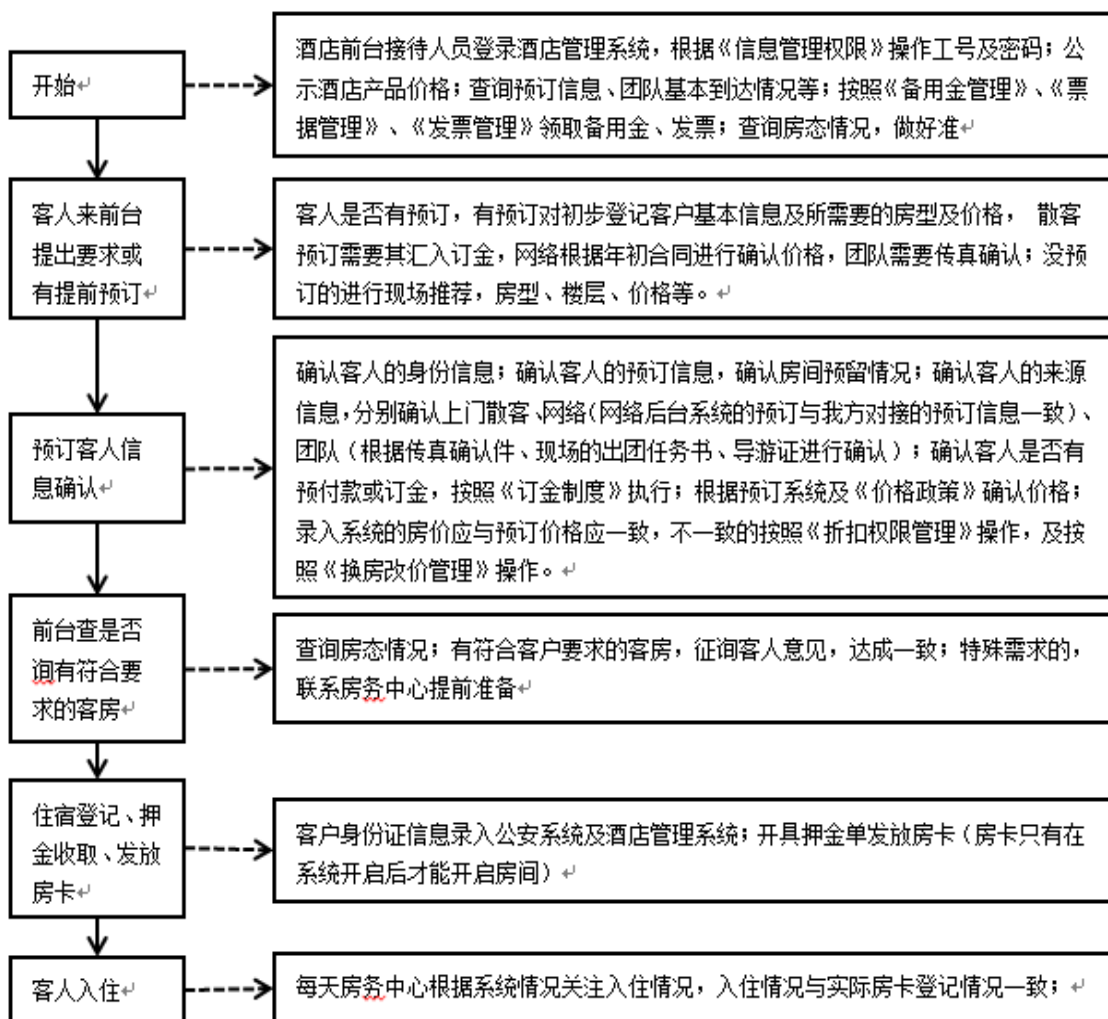 开始
酒店前台接待人员登录酒店管理系统，根据《信息管理权限》操作工号及密码；公
示酒店产品价格；查询预订信息、团队基本到达情况等；按照《备用金管理》、《票
据管理》、《发票管理》领取备用金、发票；查询房态情况，做好准
客人来前台
提出要求或
有提前预订
客人是否有预订，有预订对初步登记客户基本信息及所需要的房型及价格， 散客
预订需要其汇入订金，网络根据年初合同进行确认价格，团队需要传真确认；没预
订的进行现场推荐，房型、楼层、价格等。
预订客人信
息确认
确认客人的身份信息；确认客人的预订信息，确认房间预留情况；确认客人的来源
信息，分别确认上门散客、网络（网络后台系统的预订与我方对接的预订信息一致）、
团队（根据传真确认件、现场的出团任务书、导游证进行确认）；确认客人是否有
预付款或订金，按照《订金制度》执行；根据预订系统及《价格政策》确认价格；
录入系统的房价应与预订价格应一致，不一致的按照《折扣权限管理》操作，及按
照《换房改价管理》操作。
前台查是否
询有符合要
求的客房
查询房态情况；有符合客户要求的客房，征询客人意见，达成一致；特殊需求的，
联系房务中心提前准备
住宿登记、押
金收取、发放
房卡
客户身份证信息录入公安系统及酒店管理系统；开具押金单发放房卡（房卡只有在
系统开启后才能开启房间）
客人入住
每天房务中心根据系统情况关注入住情况，入住情况与实际房卡登记情况一致；